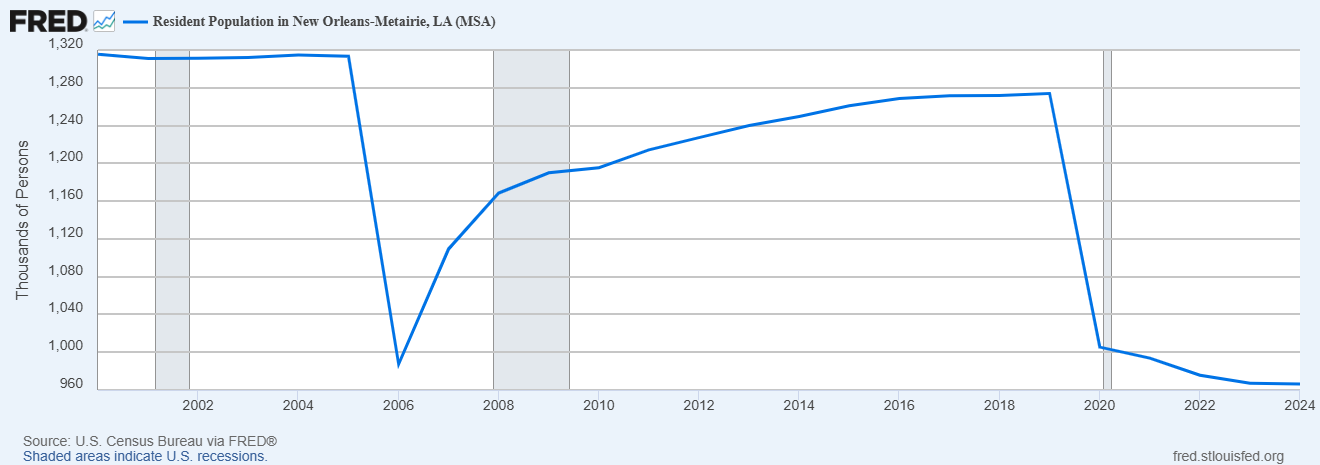 FRED Resident Population in New Orleans-Metairie, LA (MSA)
Thousands of Persons
1,320
1,280
1,240
1,200
1,160
1,120
1,080
1,040
1,000
960
2002 2004 2006 2008 2010 2012 2014 2016 2018 2020 2022 2024
Source: U.S. Census Bureau via FRED®
Shaded areas indicate U.S. recessions. fred.stlouisfed.org